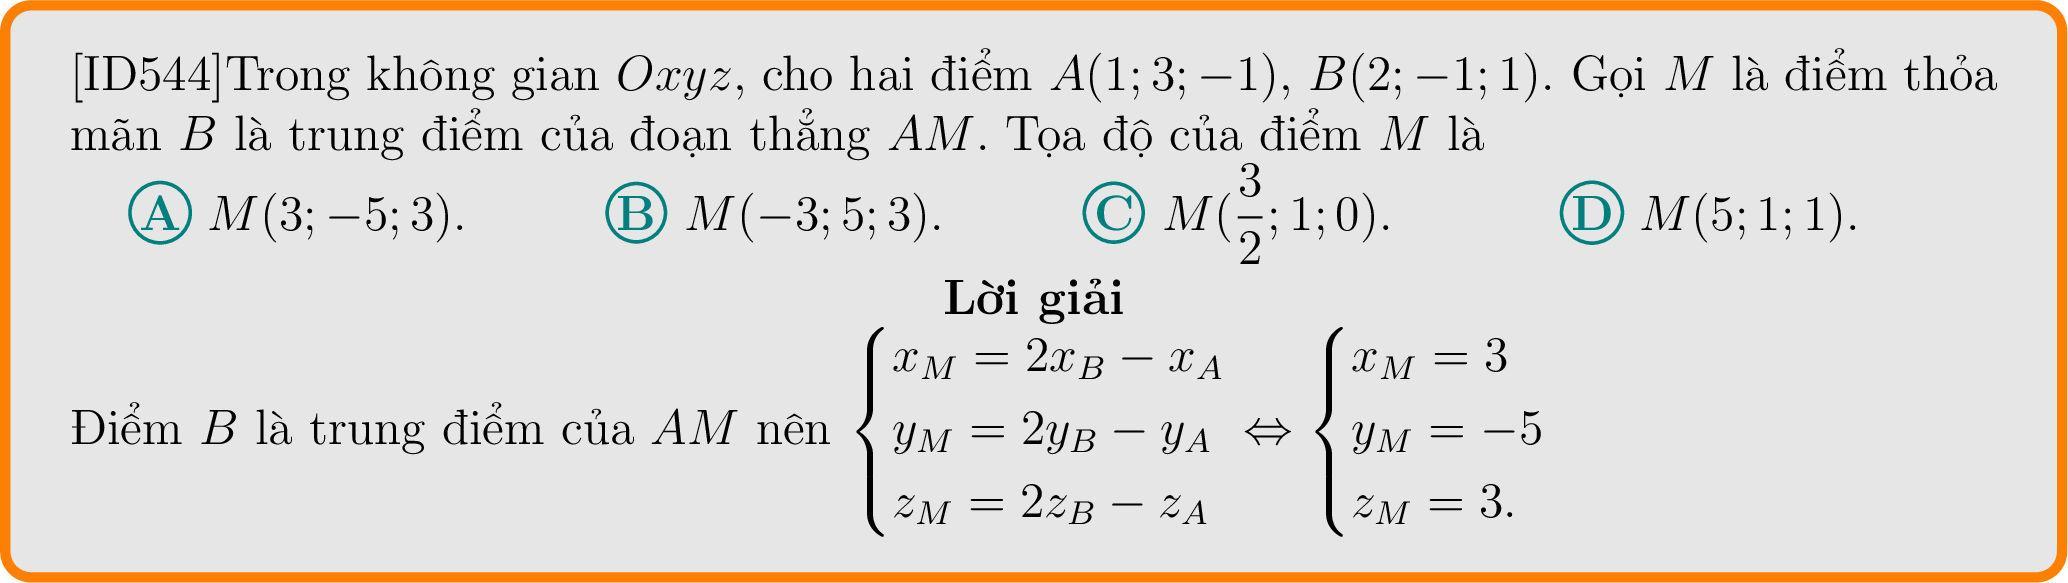 [ID544]Trong không gian $Oxyz$, cho hai điểm $A(1; 3; -1)$, $B(2; -1; 1)$. Gọi $M$ là điểm thỏa
mãn $B$ là trung điểm của đoạn thẳng $AM$. Tọa độ của điểm $M$ là
Ⓐ $M(3; -5; 3)$. Ⓑ $M(-3; 5; 3)$. Ⓒ $M(\frac{3}{2}; 1; 0)$. Ⓓ $M(5; 1; 1)$.
Lời giải
Điểm $B$ là trung điểm của $AM$ nên $\begin{cases} x_M = 2x_B - x_A \\ y_M = 2y_B - y_A \\ z_M = 2z_B - z_A \end{cases} \Leftrightarrow \begin{cases} x_M = 3 \\ y_M = -5 \\ z_M = 3. \end{cases}$